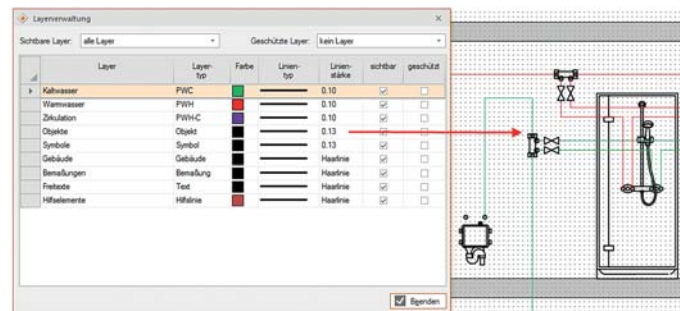 Layerverwaltung
Sichtbare Layer: alle Layer Geschützte Layer: kein Layer
Layer Layer-typ Farbe Linien-typ Linien-stärke sichtbar geschützt
Kaltwasser PWC 0.10
Warmwasser PWH 0.10
Zirkulation PWH-C 0.10
Objekte Objekt 0.13
Symbole Symbol 0.13
Gebäude Gebäude Haarlinie
Bemaßungen Bemaßung Haarlinie
Freitexte Text Haarlinie
Hilfselemente Hilfslinie Haarlinie
Beenden